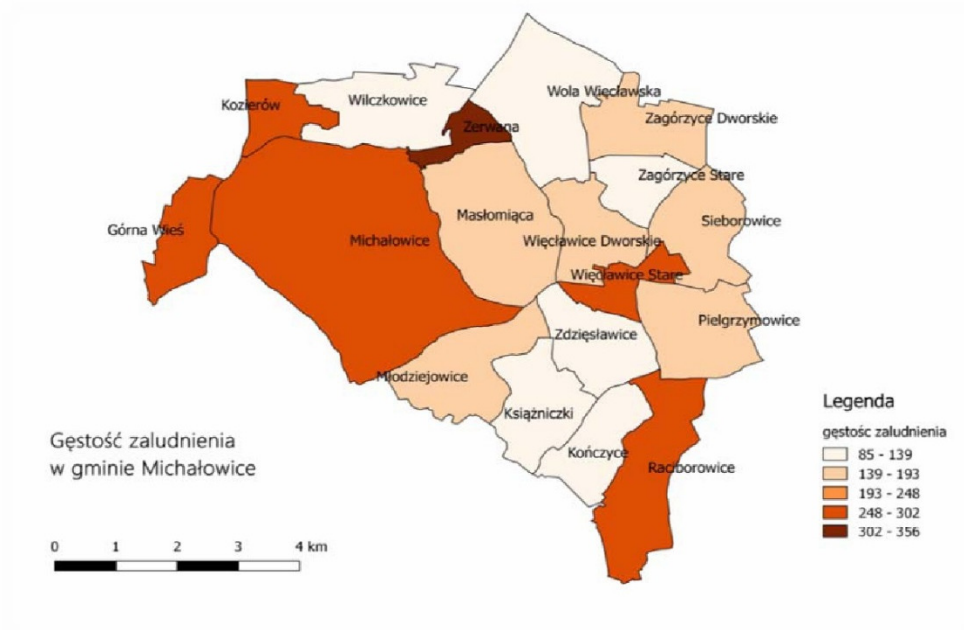 Wola Więcławska
Wilczkowice
Kozierów
Zagórzyce Dworskie
Zerwana
Zagórzyce Stare
Masłomiąca
Sieborowice
Górna Wieś
Michałowice
Więcławice Dworskie
Więcławice Stare
Pielgrzymowice
Zdzięsławice
Młodziejowice
Książniczki
Kończyce
Raciborowice
Gęstość zaludnienia
w gminie Michałowice
0 1 2 3 4 km
Legenda
gęstośc zaludnienia
85 - 139
139 - 193
193 - 248
248 - 302
302 - 356